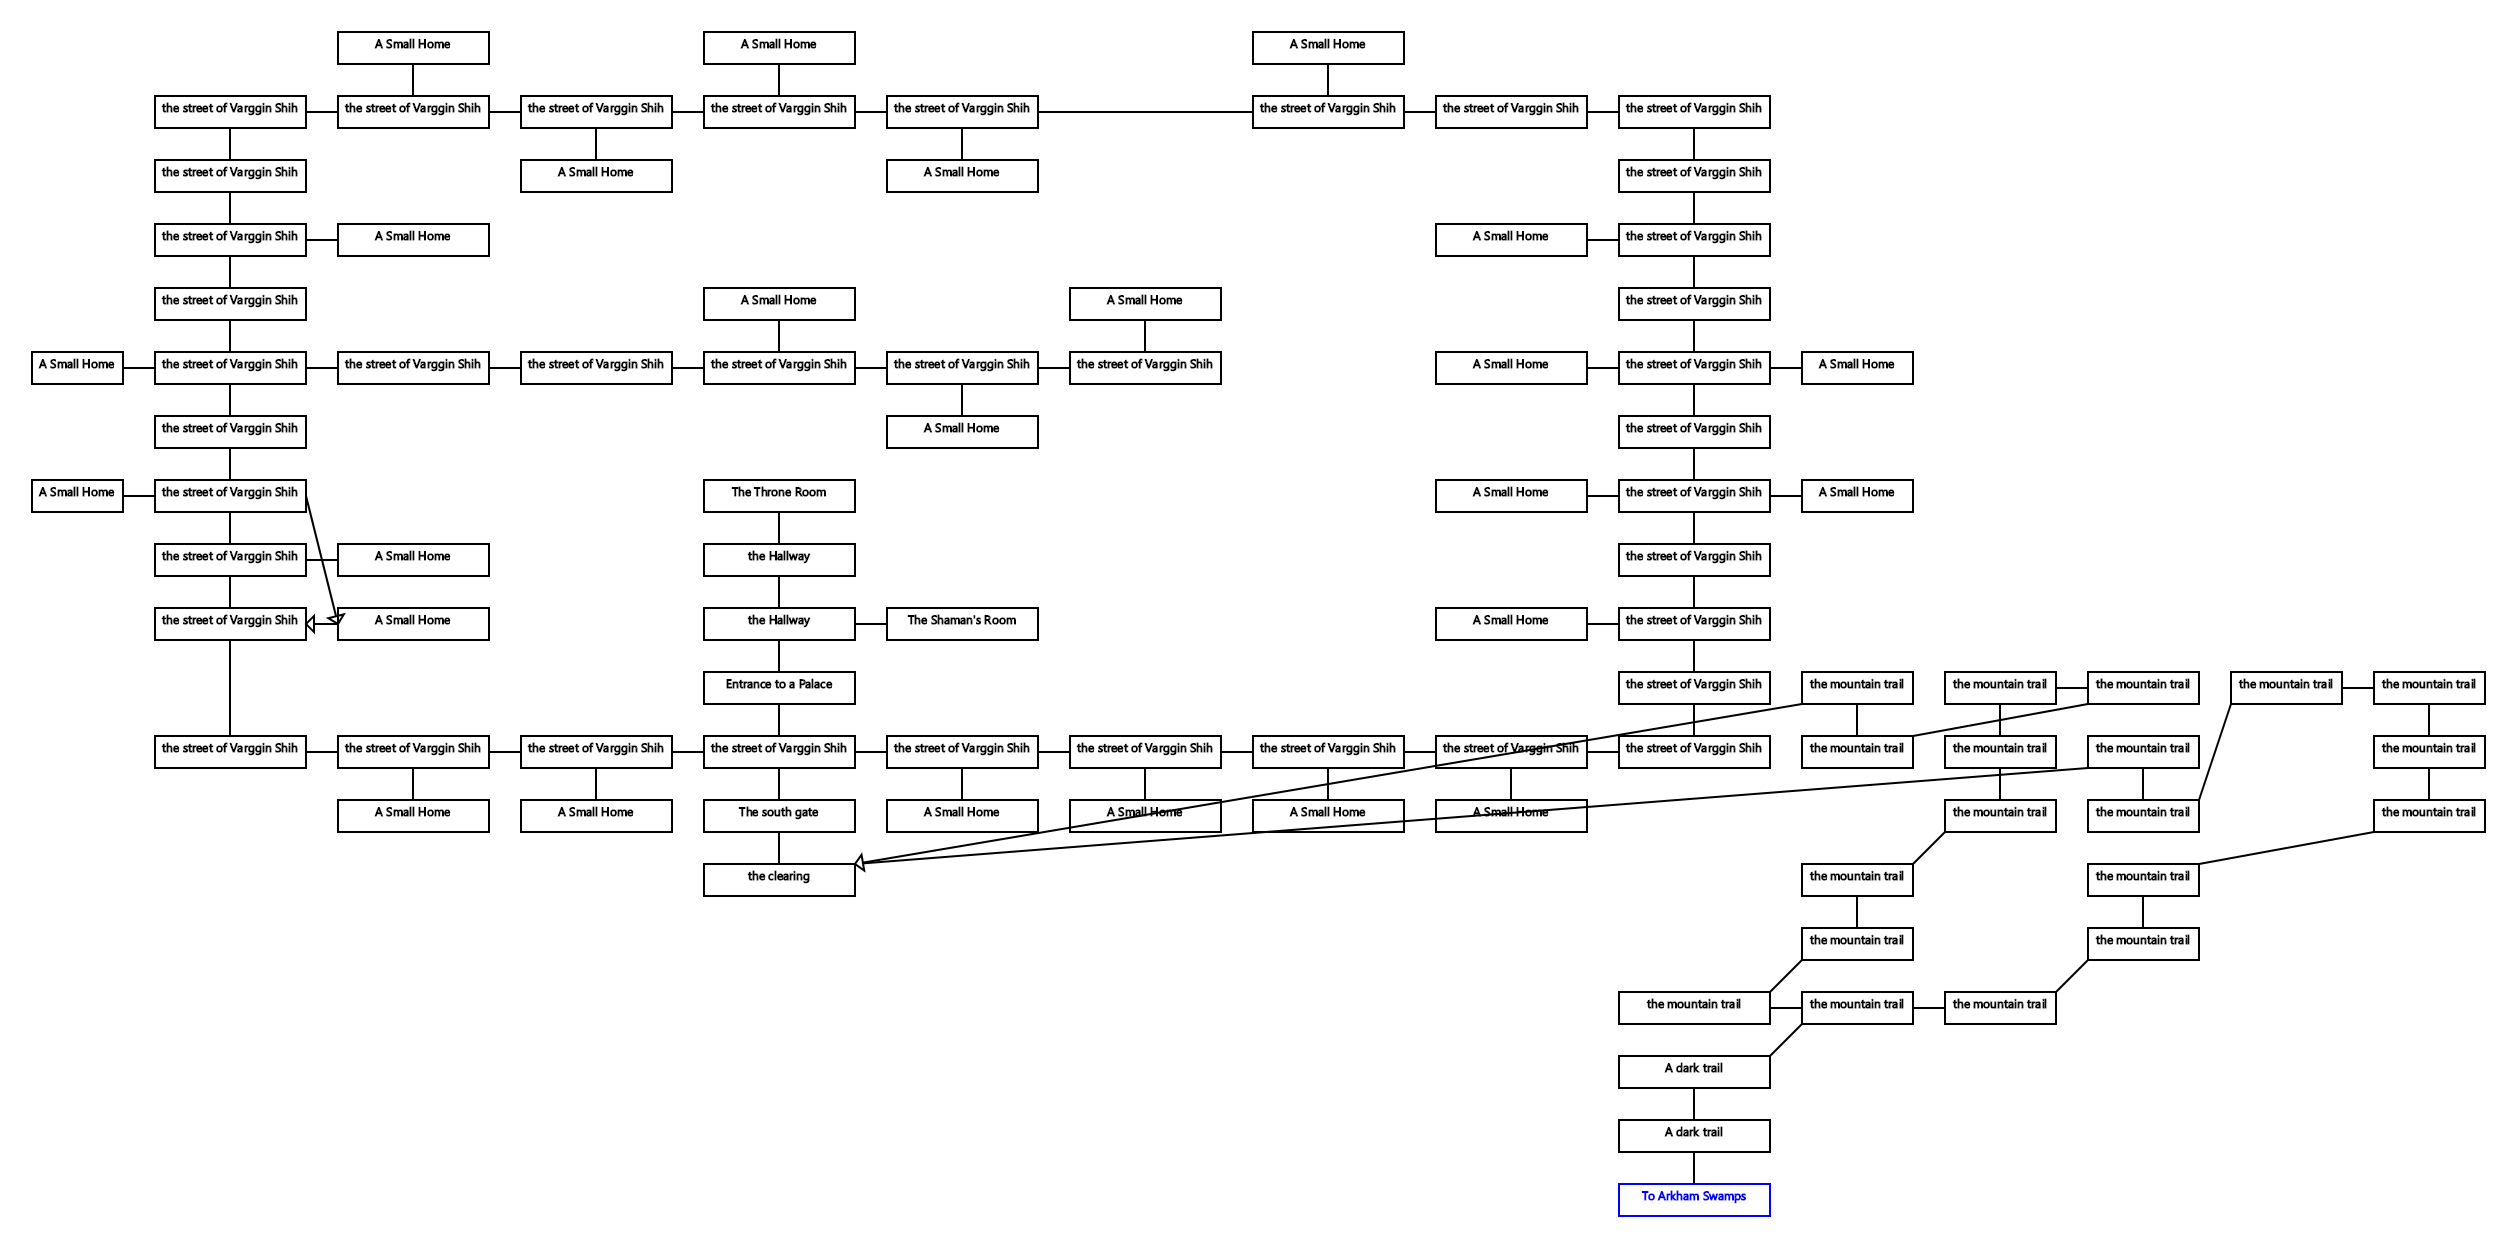 A Small Home
A Small Home
A Small Home
the street of Varggin Shih
the street of Varggin Shih
the street of Varggin Shih
the street of Varggin Shih
the street of Varggin Shih
the street of Varggin Shih
the street of Varggin Shih
the street of Varggin Shih
the street of Varggin Shih
A Small Home
A Small Home
the street of Varggin Shih
the street of Varggin Shih
A Small Home
A Small Home
the street of Varggin Shih
the street of Varggin Shih
A Small Home
A Small Home
the street of Varggin Shih
A Small Home
the street of Varggin Shih
the street of Varggin Shih
the street of Varggin Shih
the street of Varggin Shih
the street of Varggin Shih
the street of Varggin Shih
A Small Home
the street of Varggin Shih
A Small Home
the street of Varggin Shih
A Small Home
the street of Varggin Shih
A Small Home
the street of Varggin Shih
The Throne Room
A Small Home
the street of Varggin Shih
A Small Home
the street of Varggin Shih
A Small Home
the Hallway
the street of Varggin Shih
the street of Varggin Shih
A Small Home
the Hallway
The Shaman's Room
A Small Home
the street of Varggin Shih
Entrance to a Palace
the street of Varggin Shih
the mountain trail
the mountain trail
the mountain trail
the mountain trail
the mountain trail
the street of Varggin Shih
the street of Varggin Shih
the street of Varggin Shih
the street of Varggin Shih
the street of Varggin Shih
the street of Varggin Shih
the street of Varggin Shih
the street of Varggin Shih
the street of Varggin Shih
the mountain trail
the mountain trail
the mountain trail
the mountain trail
A Small Home
A Small Home
The south gate
A Small Home
A Small Home
A Small Home
A Small Home
the mountain trail
the mountain trail
the mountain trail
the clearing
the mountain trail
the mountain trail
the mountain trail
the mountain trail
the mountain trail
the mountain trail
the mountain trail
A dark trail
A dark trail
To Arkham Swamps